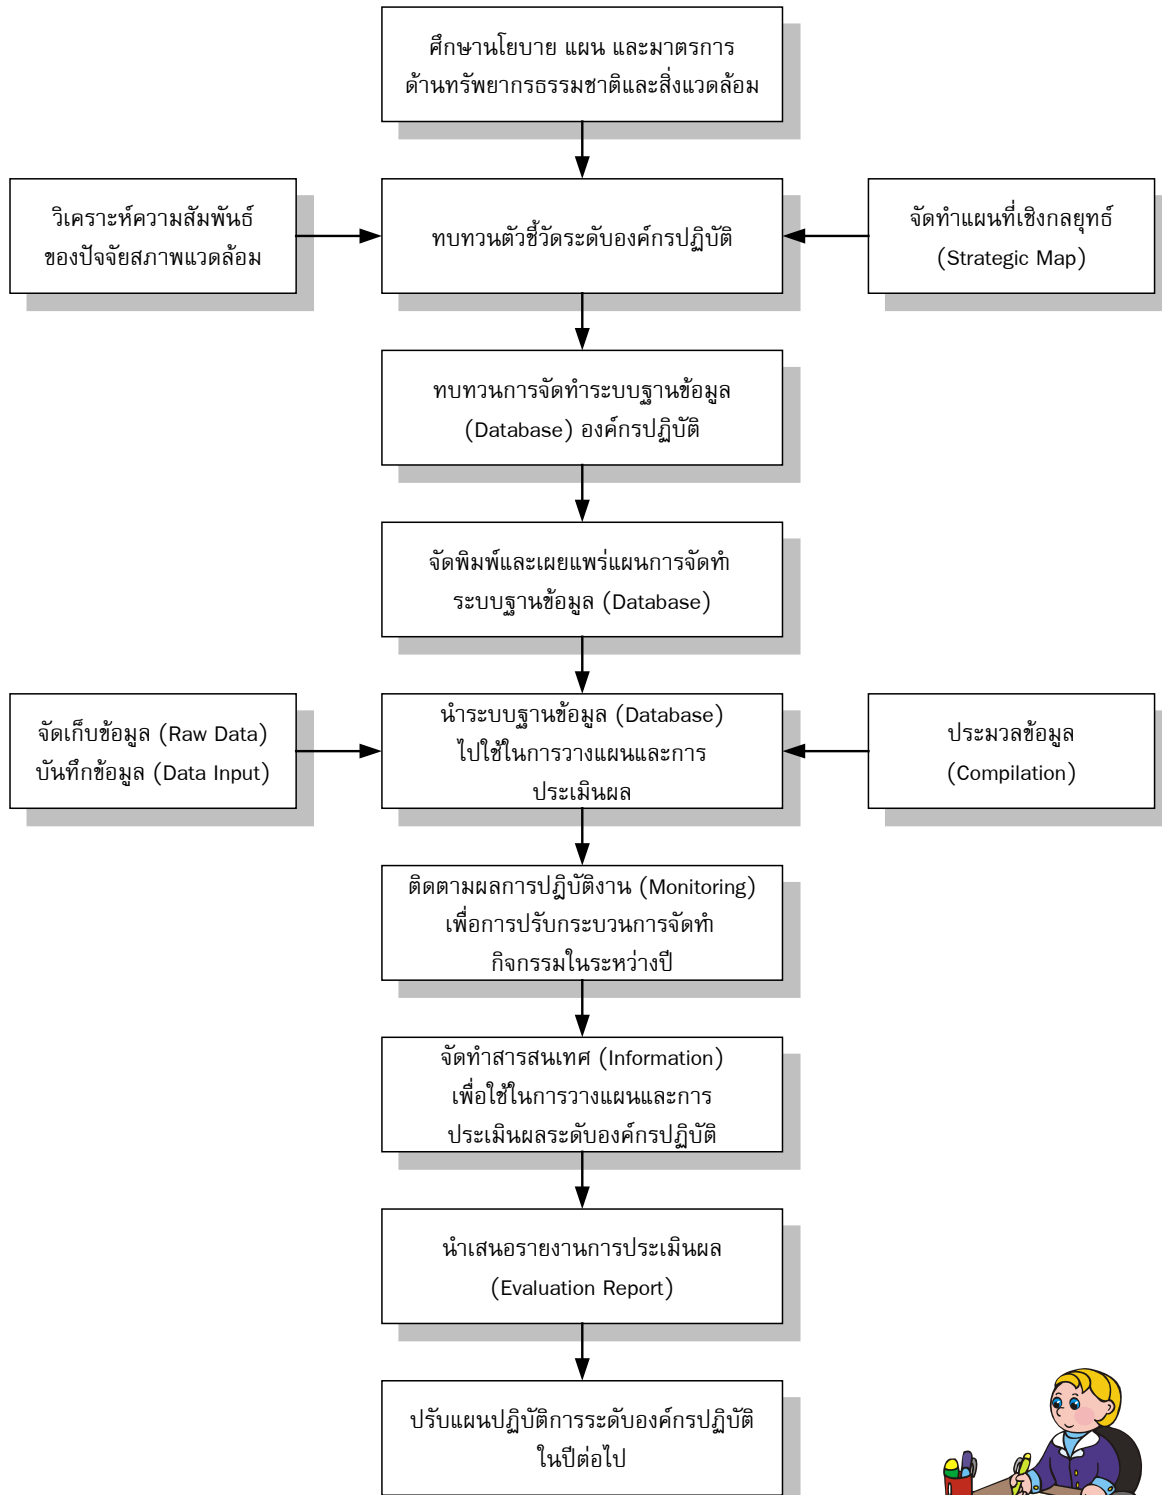 ศึกษานโยบาย แผน และมาตรการ
ด้านทรัพยากรธรรมชาติและสิ่งแวดล้อม
วิเคราะห์ความสัมพันธ์
ของปัจจัยสภาพแวดล้อม
ทบทวนตัวชี้วัดระดับองค์กรปฏิบัติ
จัดทำแผนที่เชิงกลยุทธ์
(Strategic Map)
ทบทวนการจัดทำระบบฐานข้อมูล
(Database) องค์กรปฏิบัติ
จัดพิมพ์และเผยแพร่แผนการจัดทำ
ระบบฐานข้อมูล (Database)
จัดเก็บข้อมูล (Raw Data)
บันทึกข้อมูล (Data Input)
นำระบบฐานข้อมูล (Database)
ไปใช้ในการวางแผนและการ
ประเมินผล
ประมวลข้อมูล
(Compilation)
ติดตามผลการปฎิบัติงาน (Monitoring)
เพื่อการปรับกระบวนการจัดทำ
กิจกรรมในระหว่างปี
จัดทำสารสนเทศ (Information)
เพื่อใช้ในการวางแผนและการ
ประเมินผลระดับองค์กรปฏิบัติ
นำเสนอรายงานการประเมินผล
(Evaluation Report)
ปรับแผนปฏิบัติการระดับองค์กรปฏิบัติ
ในปีต่อไป